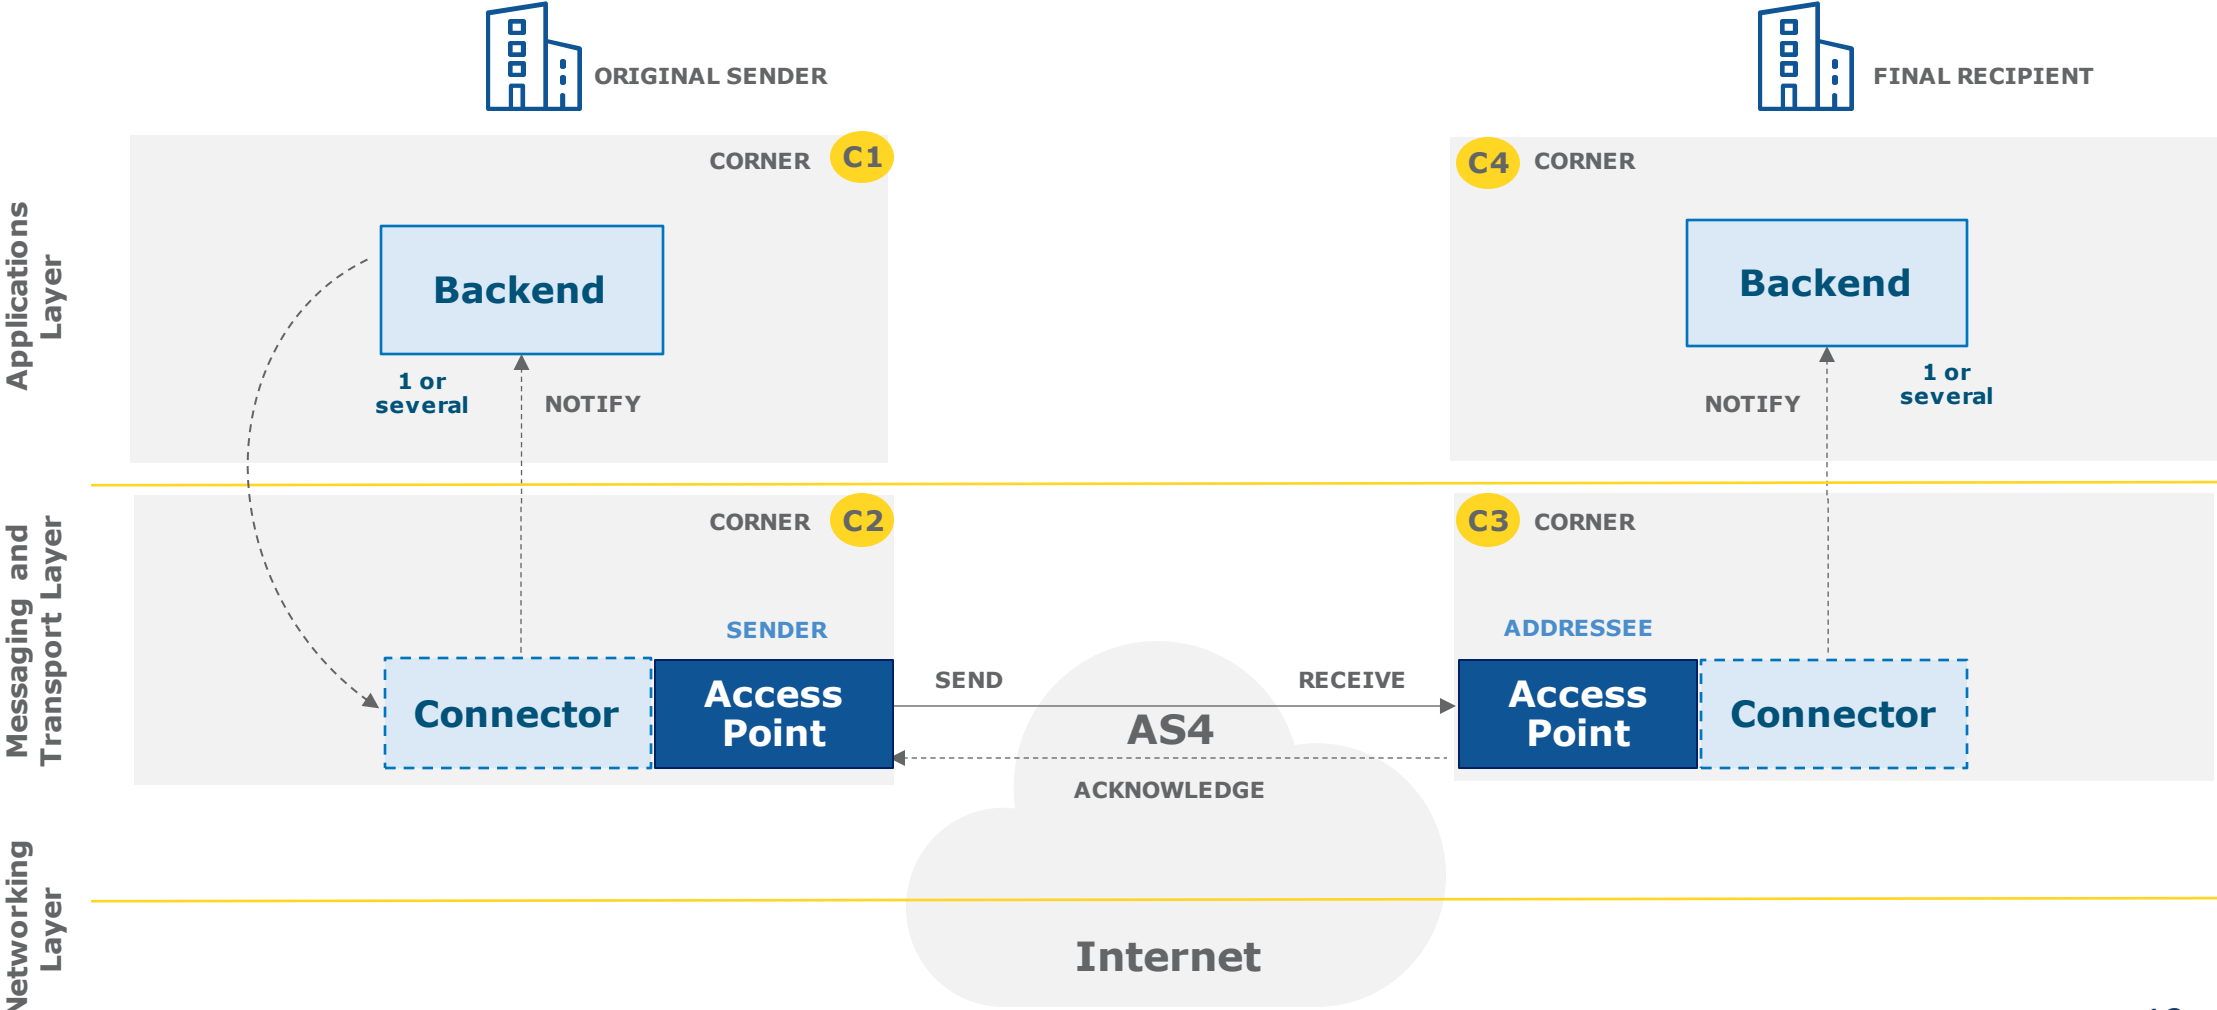 ORIGINAL SENDER
FINAL RECIPIENT
Applications
Layer
CORNER
C1
C4
CORNER
Backend
1 or
several
NOTIFY
Backend
1 or
several
NOTIFY
Messaging and
Transport Layer
CORNER
C2
C3
CORNER
SENDER
Connector
Access
Point
SEND
RECEIVE
AS4
ACKNOWLEDGE
ADDRESSEE
Access
Point
Connector
Networking
Layer
Internet